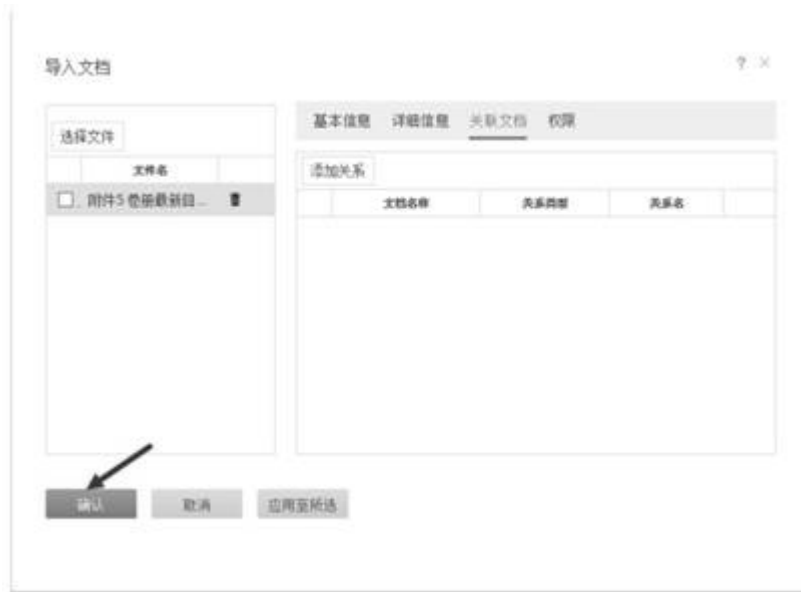 导入文档
?
×
选择文件
文件名
附件5 卷册最新目...
基本信息 详细信息 关联文档 权限
添加关系
文档名称 关系类型 关系名
确认 取消 应用至所选